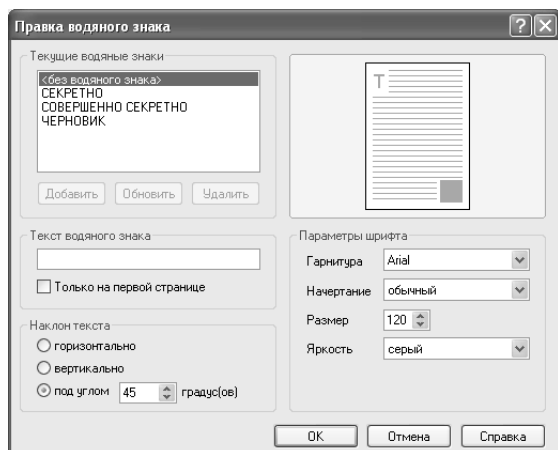 Правка водяного знака
Текущие водяные знаки
<без водяного знака>
СЕКРЕТНО
СОВЕРШЕННО СЕКРЕТНО
ЧЕРНОВИК
Добавить Обновить Удалить
T
Текст водяного знака
Только на первой странице
Наклон текста
горизонтально
вертикально
под углом 45 градус(ов)
Параметры шрифта
Гарнитура Arial
Начертание обычный
Размер 120
Яркость серый
OK Отмена Справка